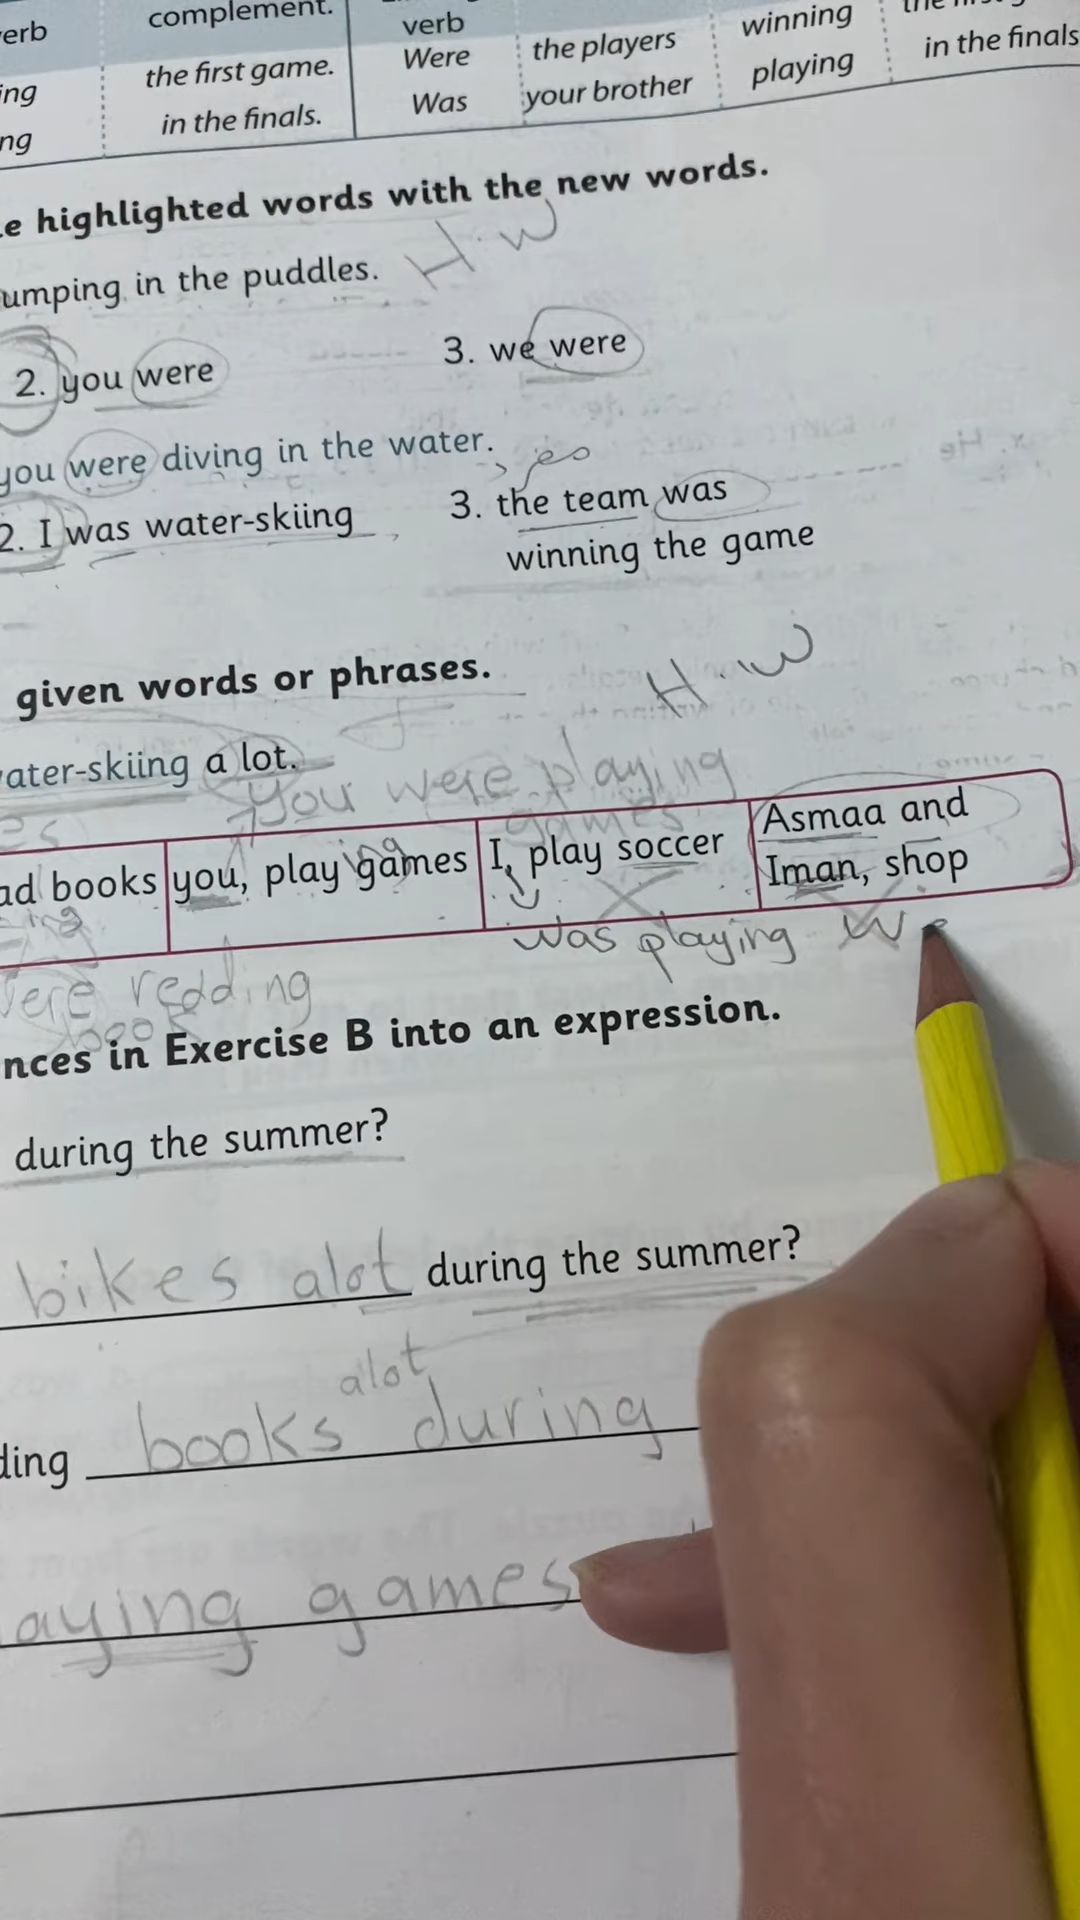 verb complement. verb winning
ing the first game. Were the players playing in the finals
ng in the finals. Was your brother
e highlighted words with the new words.
H.W
umping in the puddles.
2. you were 3. we were
you were diving in the water.
yes
2. I was water-skiing 3. the team was
winning the game
given words or phrases.
H.W
water-skiing a lot.
you were playing
games
ad books you, play games I, play soccer Asmaa and
Iman, shop
ing
was playing we
were redding
book
nces in Exercise B into an expression.
during the summer?
bikes alot during the summer?
alot
ding books during
aying games